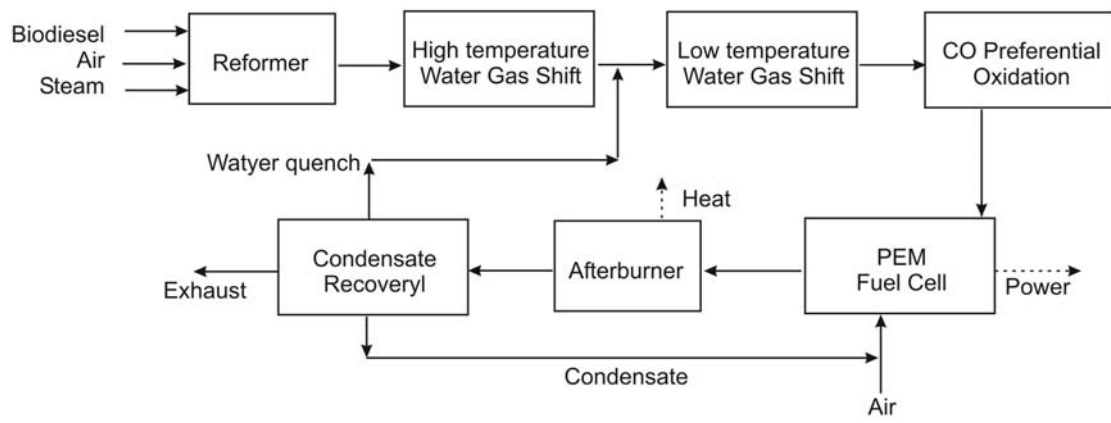 Biodiesel
Air
Steam
Reformer
High temperature
Water Gas Shift
Low temperature
Water Gas Shift
CO Preferential
Oxidation
Watyer quench
Heat
Condensate
Recoveryl
Afterburner
PEM
Fuel Cell
Exhaust
Power
Condensate
Air